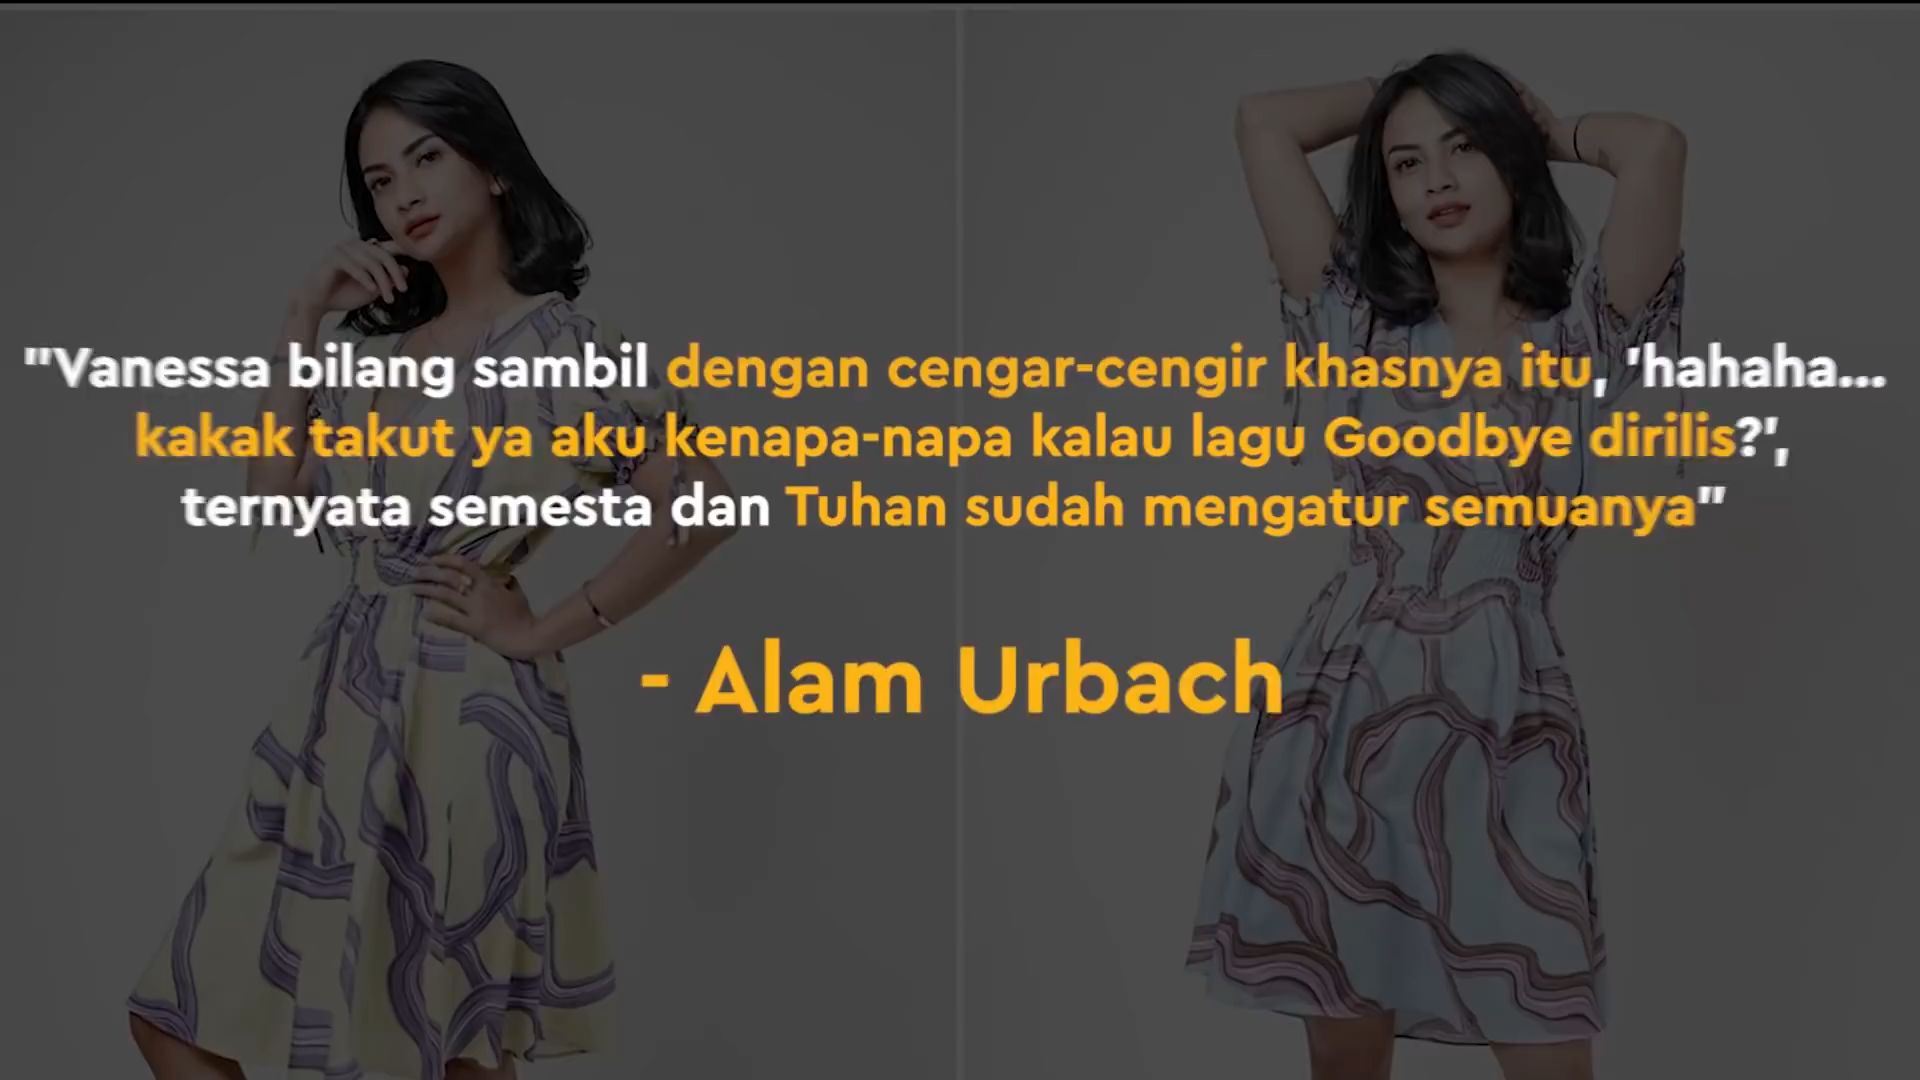 "Vanessa bilang sambil dengan cengar-cengir khasnya itu, 'hahaha...
kakak takut ya aku kenapa-napa kalau lagu Goodbye dirilis?',
ternyata semesta dan Tuhan sudah mengatur semuanya"
- Alam Urbach